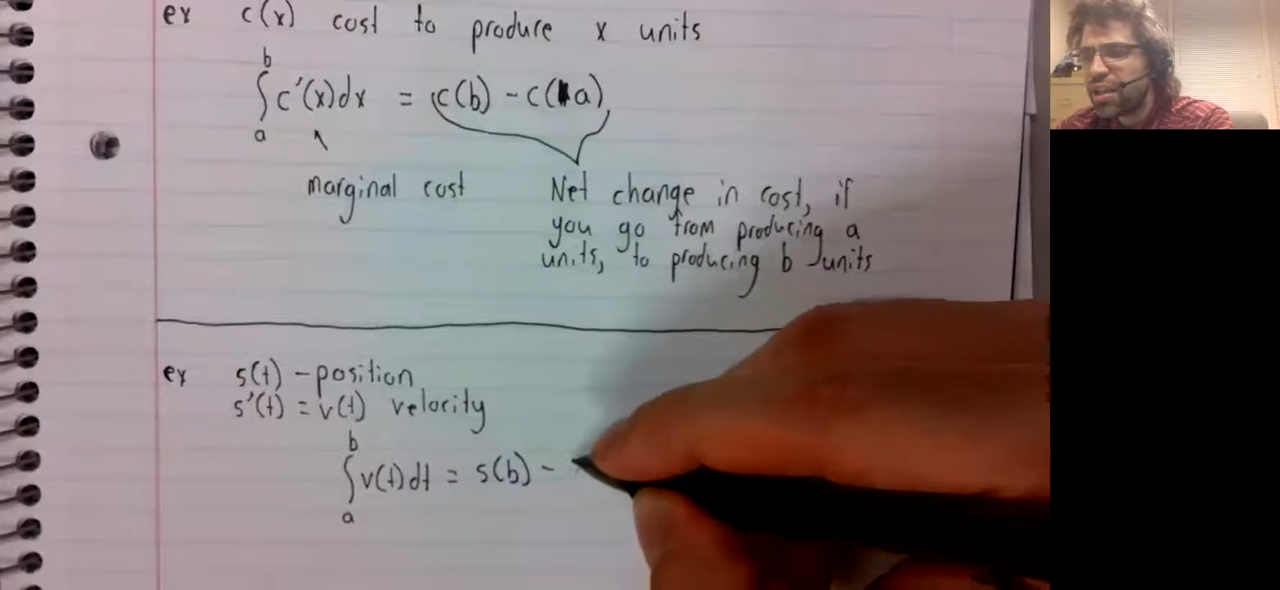 ex c(x) cost to produre x units
b
∫ c'(x)dx = c(b) - c(a)
a
marginal cost
Net change in cost, if
you go from producing a
units, to producing b units
ex s(t) - position
s'(t) = v(t) velocity
b
∫ v(t)dt = s(b) -
a